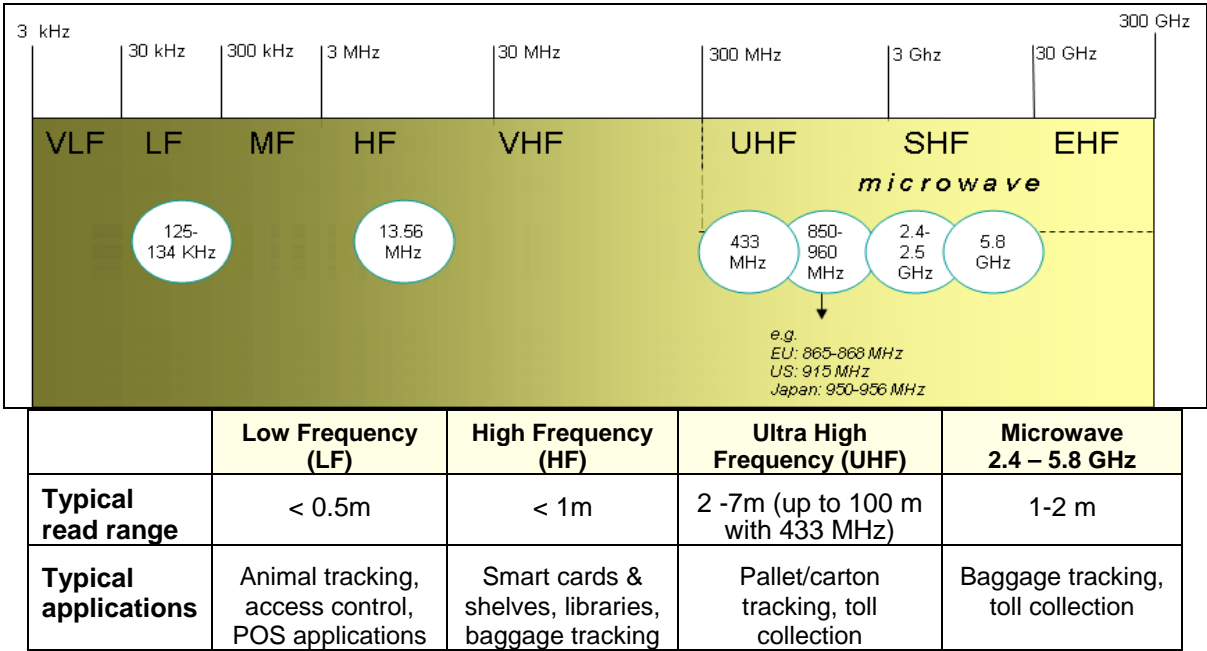 3 kHz
30 kHz
300 kHz
3 MHz
30 MHz
300 MHz
3 Ghz
30 GHz
300 GHz
VLF
LF
MF
HF
VHF
UHF
SHF
EHF
microwave
125-
134 KHz
13.56
MHz
433
MHz
850-
960
MHz
2.4-
2.5
GHz
5.8
GHz
e.g.
EU: 865-868 MHz
US: 915 MHz
Japan: 950-956 MHz
Low Frequency
(LF)
High Frequency
(HF)
Ultra High
Frequency (UHF)
Microwave
2.4 – 5.8 GHz
Typical
read range
< 0.5m
< 1m
2 -7m (up to 100 m
with 433 MHz)
1-2 m
Typical
applications
Animal tracking,
access control,
POS applications
Smart cards &
shelves, libraries,
baggage tracking
Pallet/carton
tracking, toll
collection
Baggage tracking,
toll collection